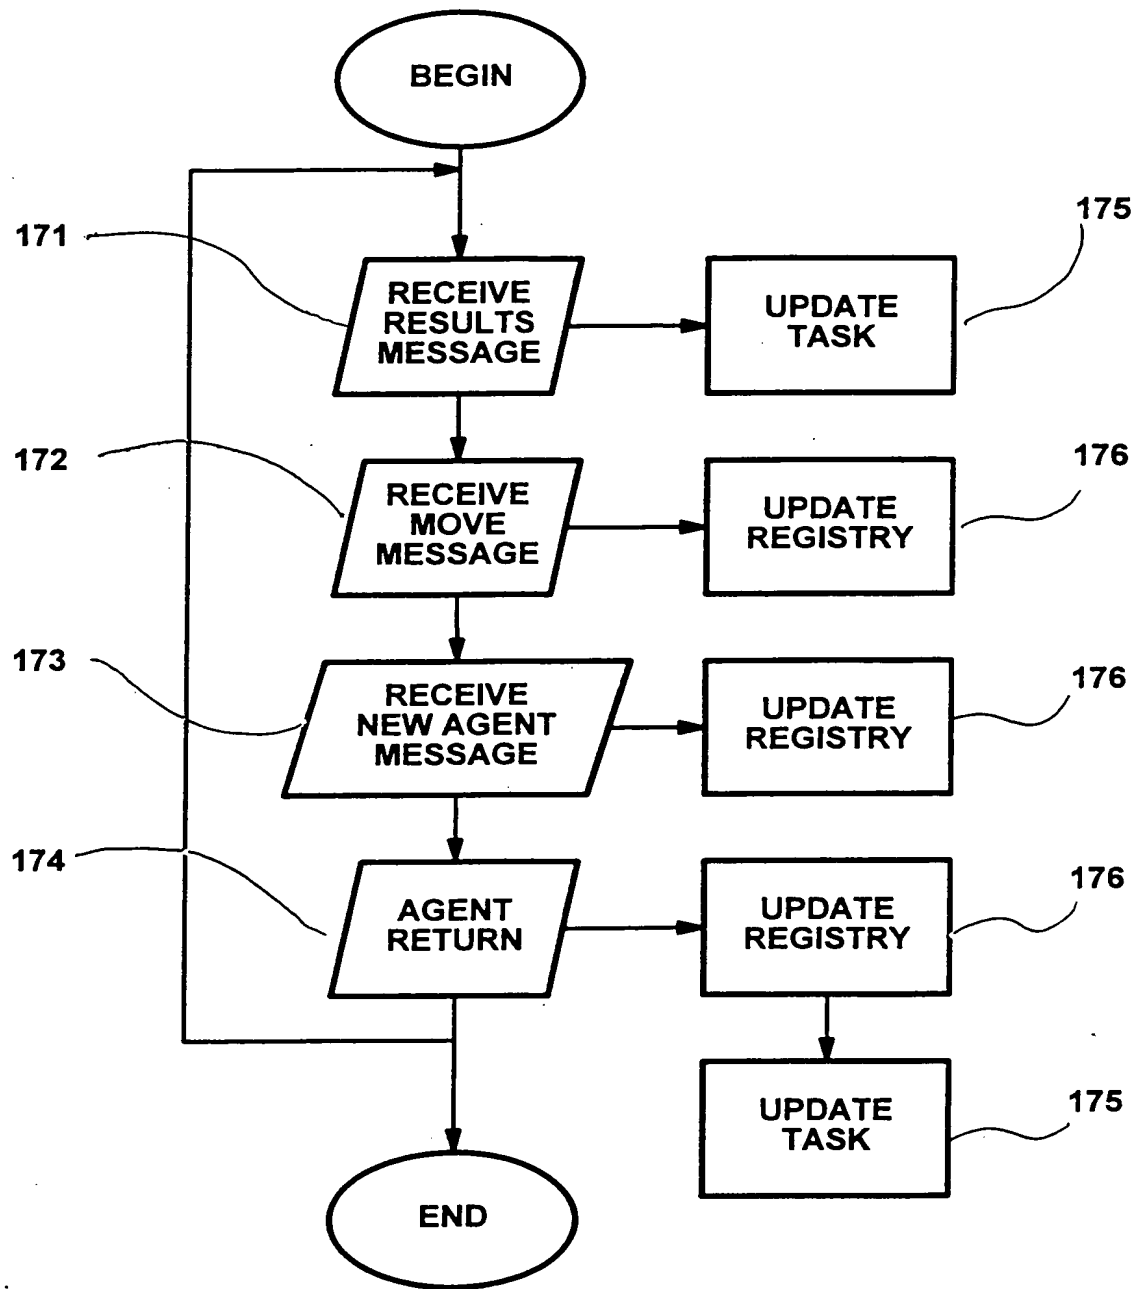 BEGIN
171
RECEIVE
RESULTS
MESSAGE
UPDATE
TASK
175
172
RECEIVE
MOVE
MESSAGE
UPDATE
REGISTRY
176
173
RECEIVE
NEW AGENT
MESSAGE
UPDATE
REGISTRY
176
174
AGENT
RETURN
UPDATE
REGISTRY
176
UPDATE
TASK
175
END